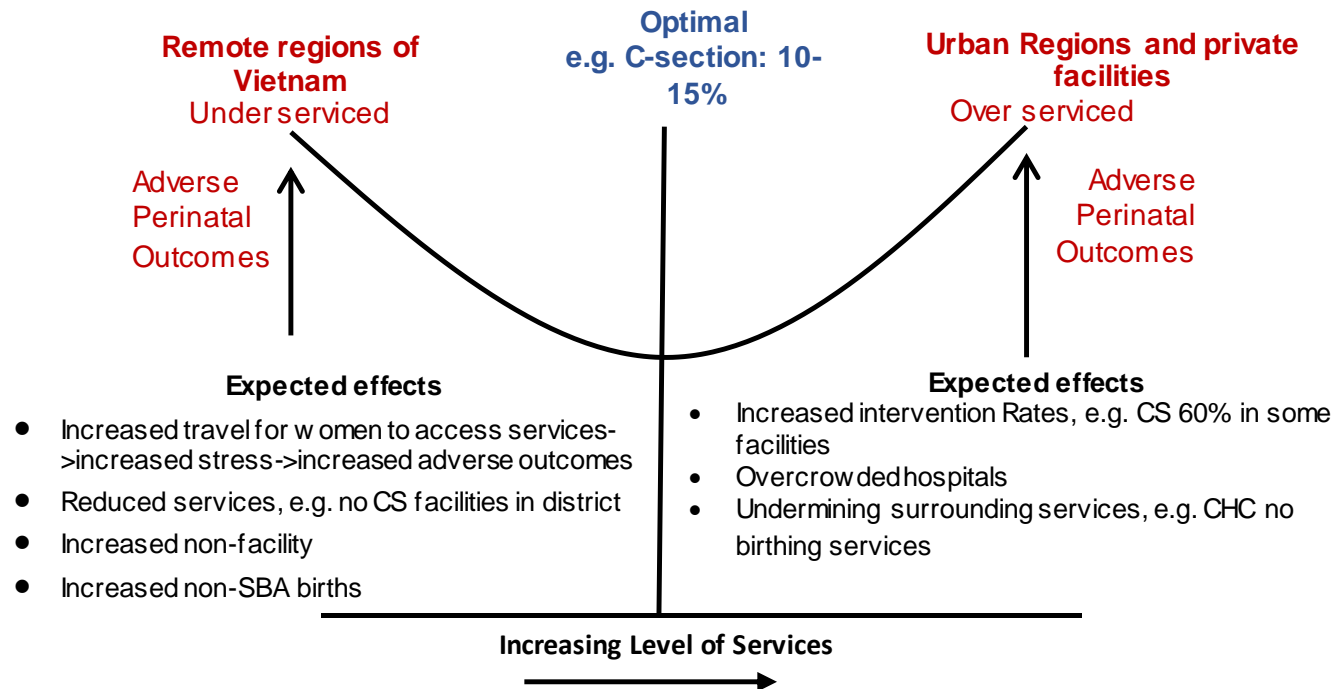 Remote regions of
Vietnam
Under serviced
Optimal
e.g. C-section: 10-
15%
Urban Regions and private
facilities
Over serviced
Adverse
Perinatal
Outcomes
Adverse
Perinatal
Outcomes
Expected effects
● Increased travel for women to access services-
>increased stress->increased adverse outcomes
● Reduced services, e.g. no CS facilities in district
● Increased non-facility
● Increased non-SBA births
Expected effects
• Increased intervention Rates, e.g. CS 60% in some
facilities
• Overcrowded hospitals
• Undermining surrounding services, e.g. CHC no
birthing services
Increasing Level of Services